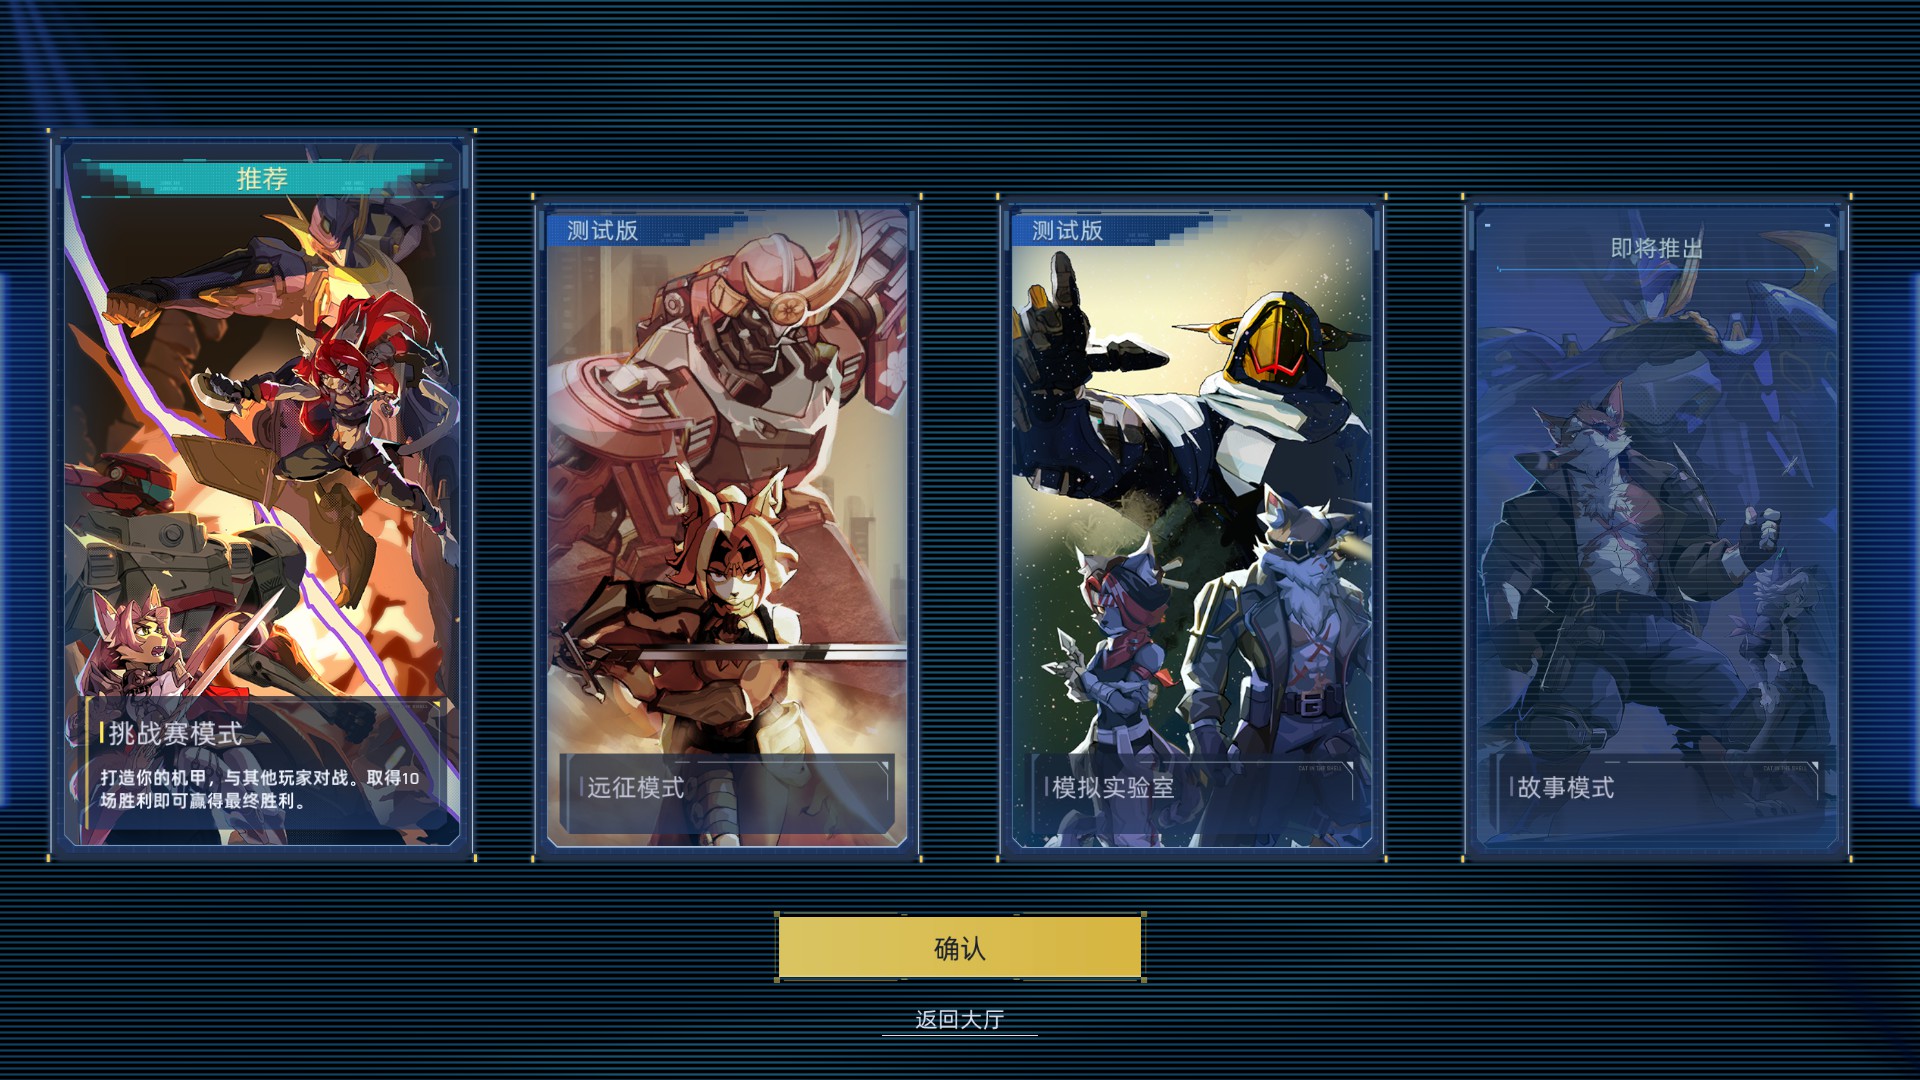 推荐
挑战赛模式
打造你的机甲，与其他玩家对战。取得10
场胜利即可赢得最终胜利。
测试版
远征模式
测试版
模拟实验室
即将推出
故事模式
确认
返回大厅